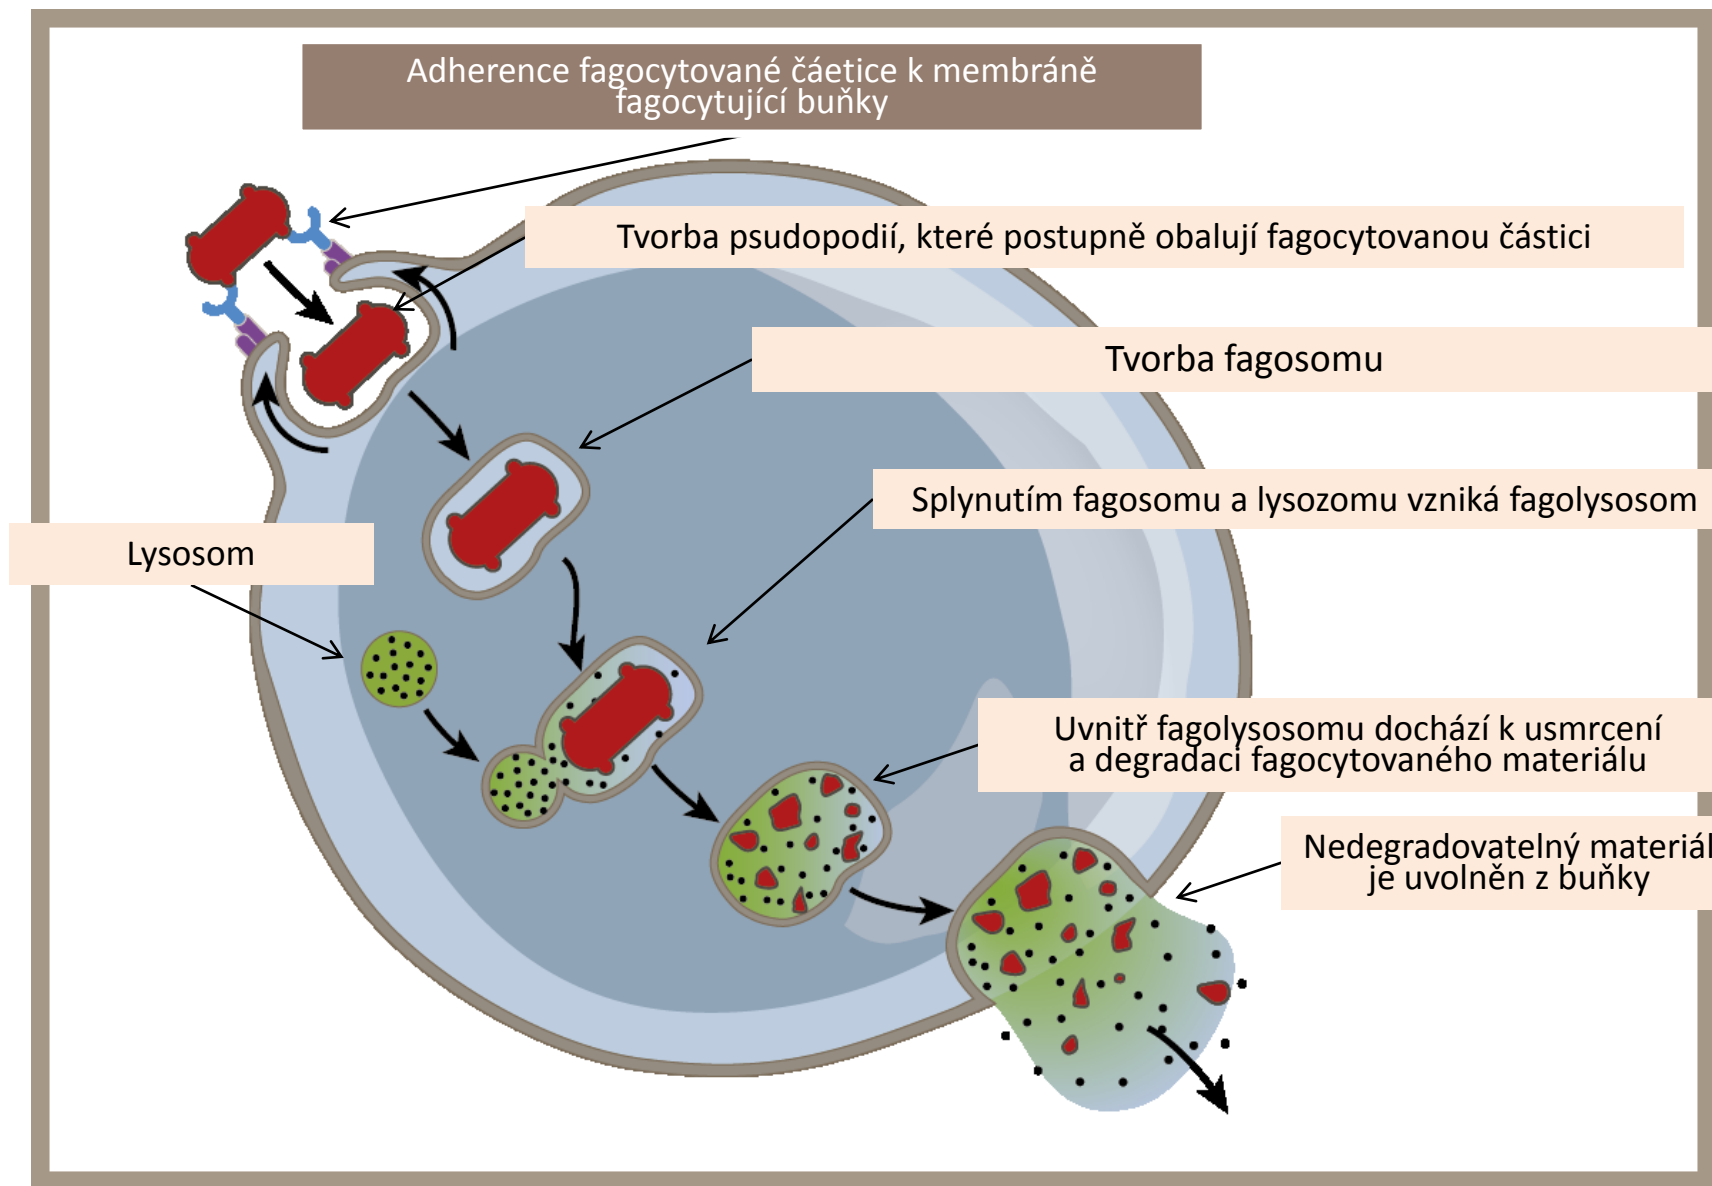 Adherence fagocytované čáetice k membráně
fagocytující buňky
Tvorba psudopodií, které postupně obalují fagocytovanou částici
Tvorba fagosomu
Splynutím fagosomu a lysozomu vzniká fagolysosom
Lysosom
Uvnitř fagolysosomu dochází k usmrcení
a degradaci fagocytovaného materiálu
Nedegradovatelný materiál
je uvolněn z buňky